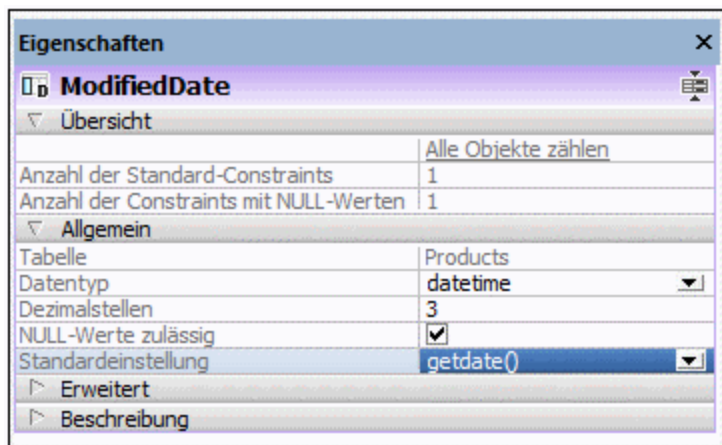 Eigenschaften
ModifiedDate
Übersicht
Alle Objekte zählen
Anzahl der Standard-Constraints 1
Anzahl der Constraints mit NULL-Werten 1
Allgemein
Tabelle Products
Datentyp datetime
Dezimalstellen 3
NULL-Werte zulässig
Standardeinstellung getdate()
Erweitert
Beschreibung